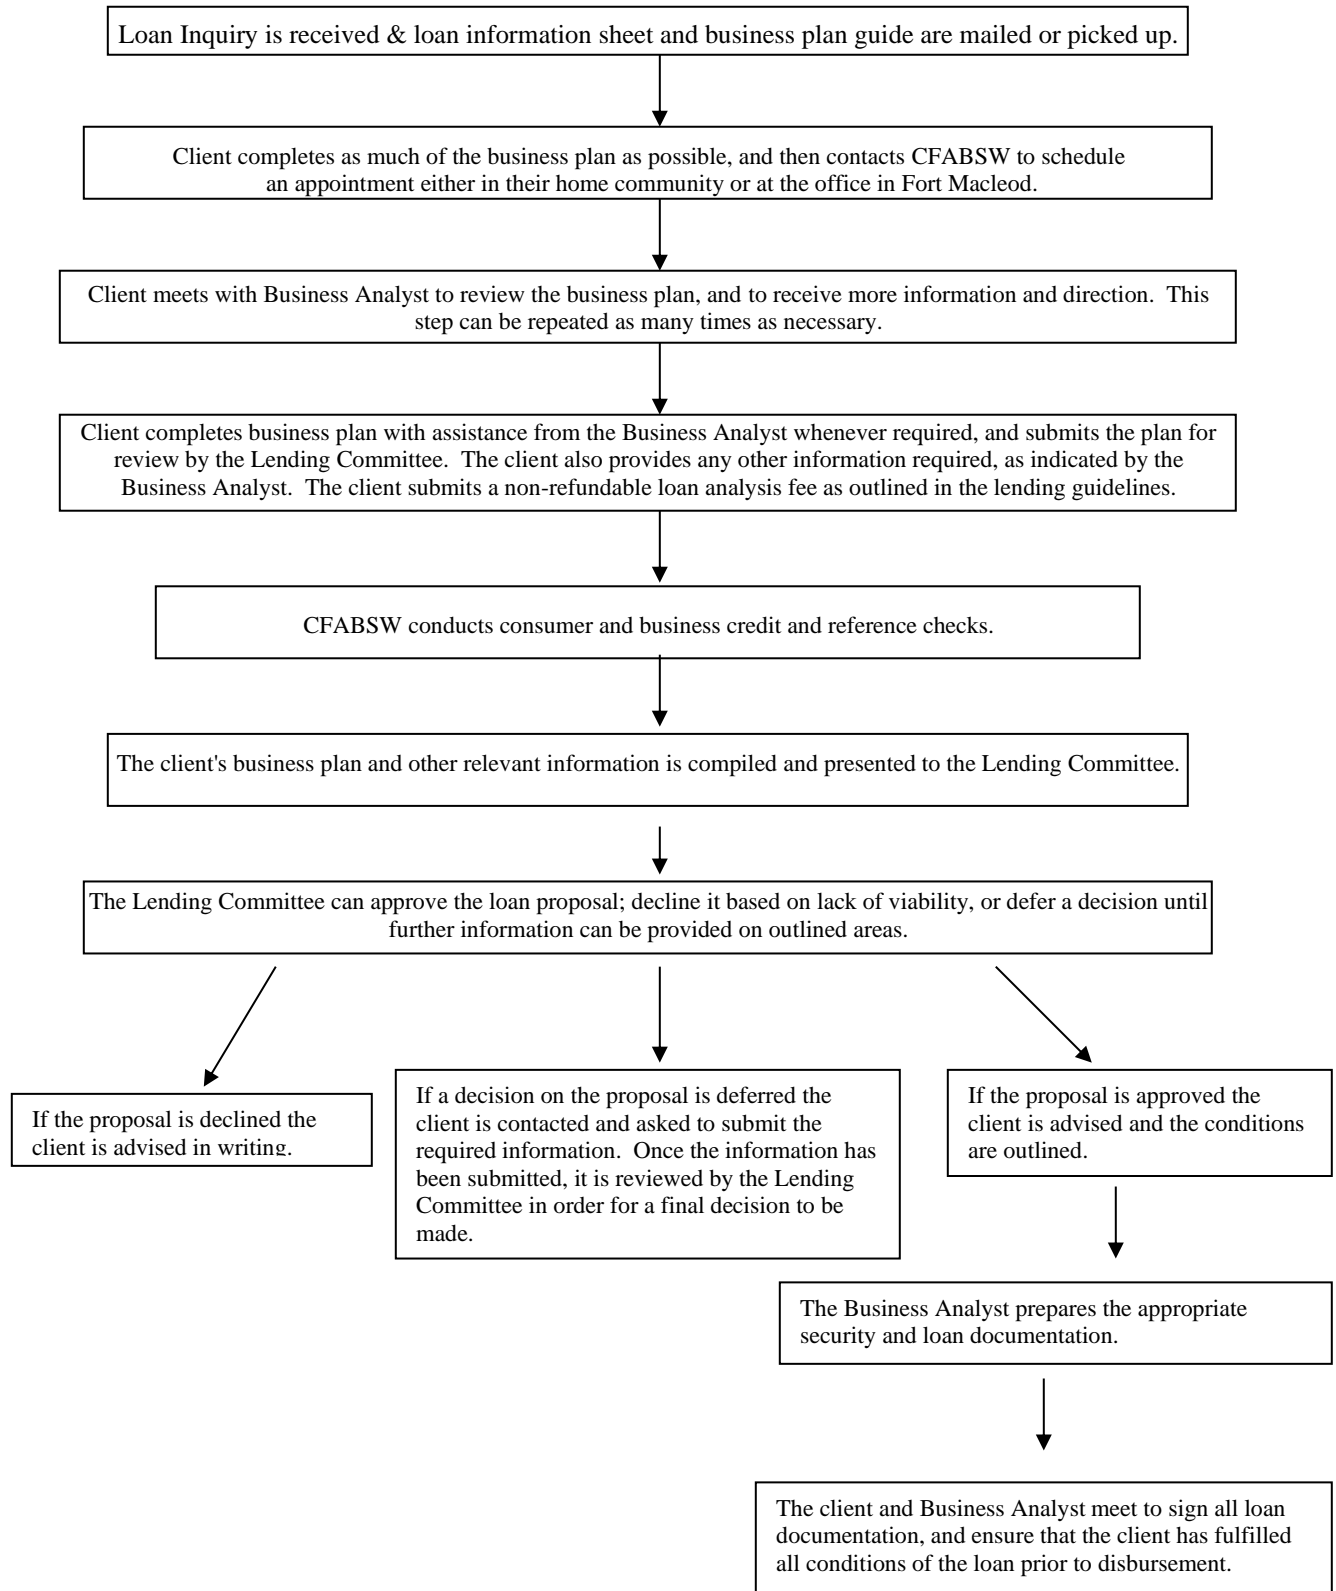 Loan Inquiry is received & loan information sheet and business plan guide are mailed or picked up.
Client completes as much of the business plan as possible, and then contacts CFABSW to schedule
an appointment either in their home community or at the office in Fort Macleod.
Client meets with Business Analyst to review the business plan, and to receive more information and direction.  This
step can be repeated as many times as necessary.
Client completes business plan with assistance from the Business Analyst whenever required, and submits the plan for
review by the Lending Committee.  The client also provides any other information required, as indicated by the
Business Analyst.  The client submits a non-refundable loan analysis fee as outlined in the lending guidelines.
CFABSW conducts consumer and business credit and reference checks.
The client's business plan and other relevant information is compiled and presented to the Lending Committee.
The Lending Committee can approve the loan proposal; decline it based on lack of viability, or defer a decision until
further information can be provided on outlined areas.
If the proposal is declined the
client is advised in writing.
If a decision on the proposal is deferred the
client is contacted and asked to submit the
required information.  Once the information has
been submitted, it is reviewed by the Lending
Committee in order for a final decision to be
made.
If the proposal is approved the
client is advised and the conditions
are outlined.
The Business Analyst prepares the appropriate
security and loan documentation.
The client and Business Analyst meet to sign all loan
documentation, and ensure that the client has fulfilled
all conditions of the loan prior to disbursement.